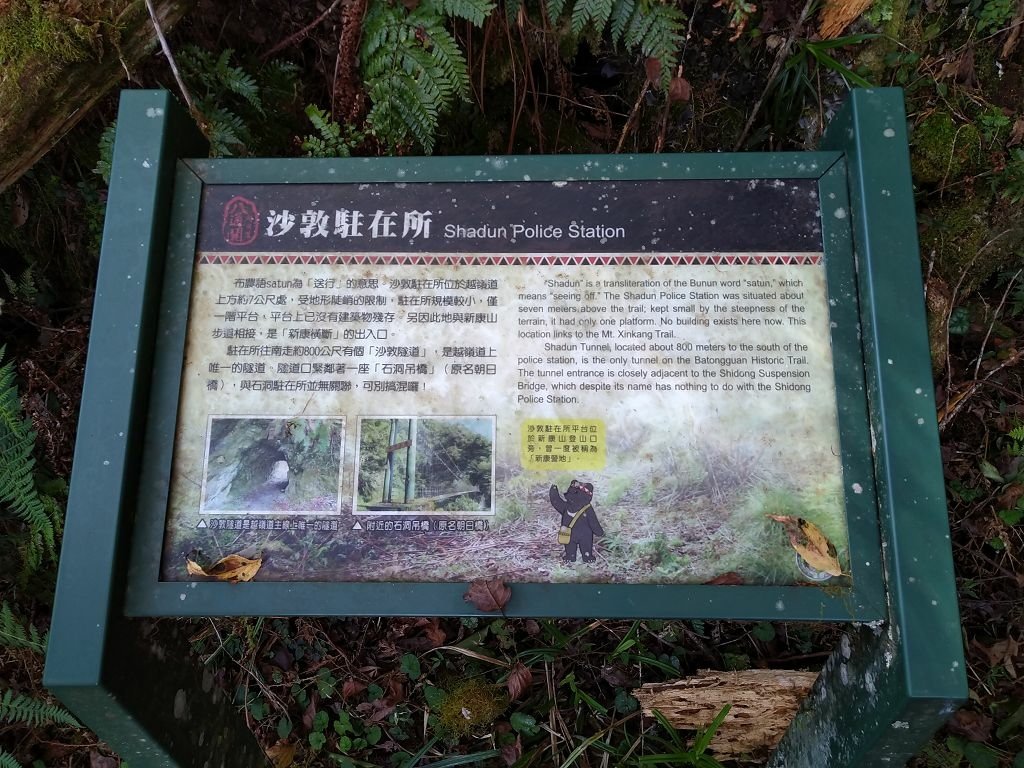 沙敦駐在所 Shadun Police Station
布農語satun為「送行」的意思。沙敦駐在所位於越嶺道
上方約7公尺處，受地形陡峭的限制，駐在所規模較小，僅
一階平台，平台上已沒有建築物殘存。另因此地與新康山
步道相接，是「新康橫斷」的出入口。
駐在所往南走約800公尺有個「沙敦隧道」，是越嶺道上
唯一的隧道。隧道口緊鄰著一座「石洞吊橋」（原名朝日
橋），與石洞駐在所並無關聯，可別搞混囉！
"Shadun" is a transliteration of the Bunun word "satun," which
means "seeing off." The Shadun Police Station was situated about
seven meters above the trail; kept small by the steepness of the
terrain, it had only one platform. No building exists here now. This
location links to the Mt. Xinkang Trail.
Shadun Tunnel, located about 800 meters to the south of the
police station, is the only tunnel on the Batongguan Historic Trail.
The tunnel entrance is closely adjacent to the Shidong Suspension
Bridge, which despite its name has nothing to do with the Shidong
Police Station.
沙敦駐在所平台位
於新康山登山口
旁，曾一度被稱為
「新康營地」。
▲沙敦隧道是越嶺道主線上唯一的隧道
▲附近的石洞吊橋（原名朝日橋）